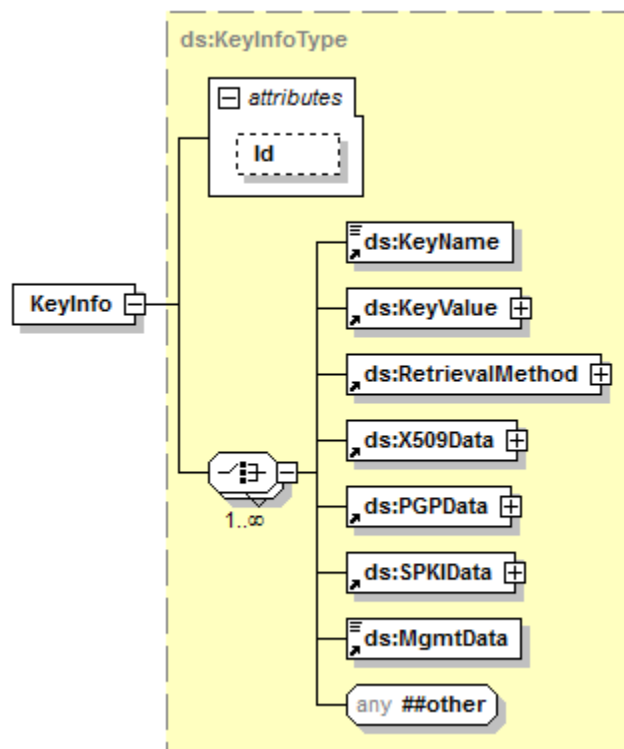 ds:KeyInfoType
attributes
Id
ds:KeyName
KeyInfo
ds:KeyValue
ds:RetrievalMethod
ds:X509Data
1..∞
ds:PGPData
ds:SPKIData
ds:MgmtData
any ##other